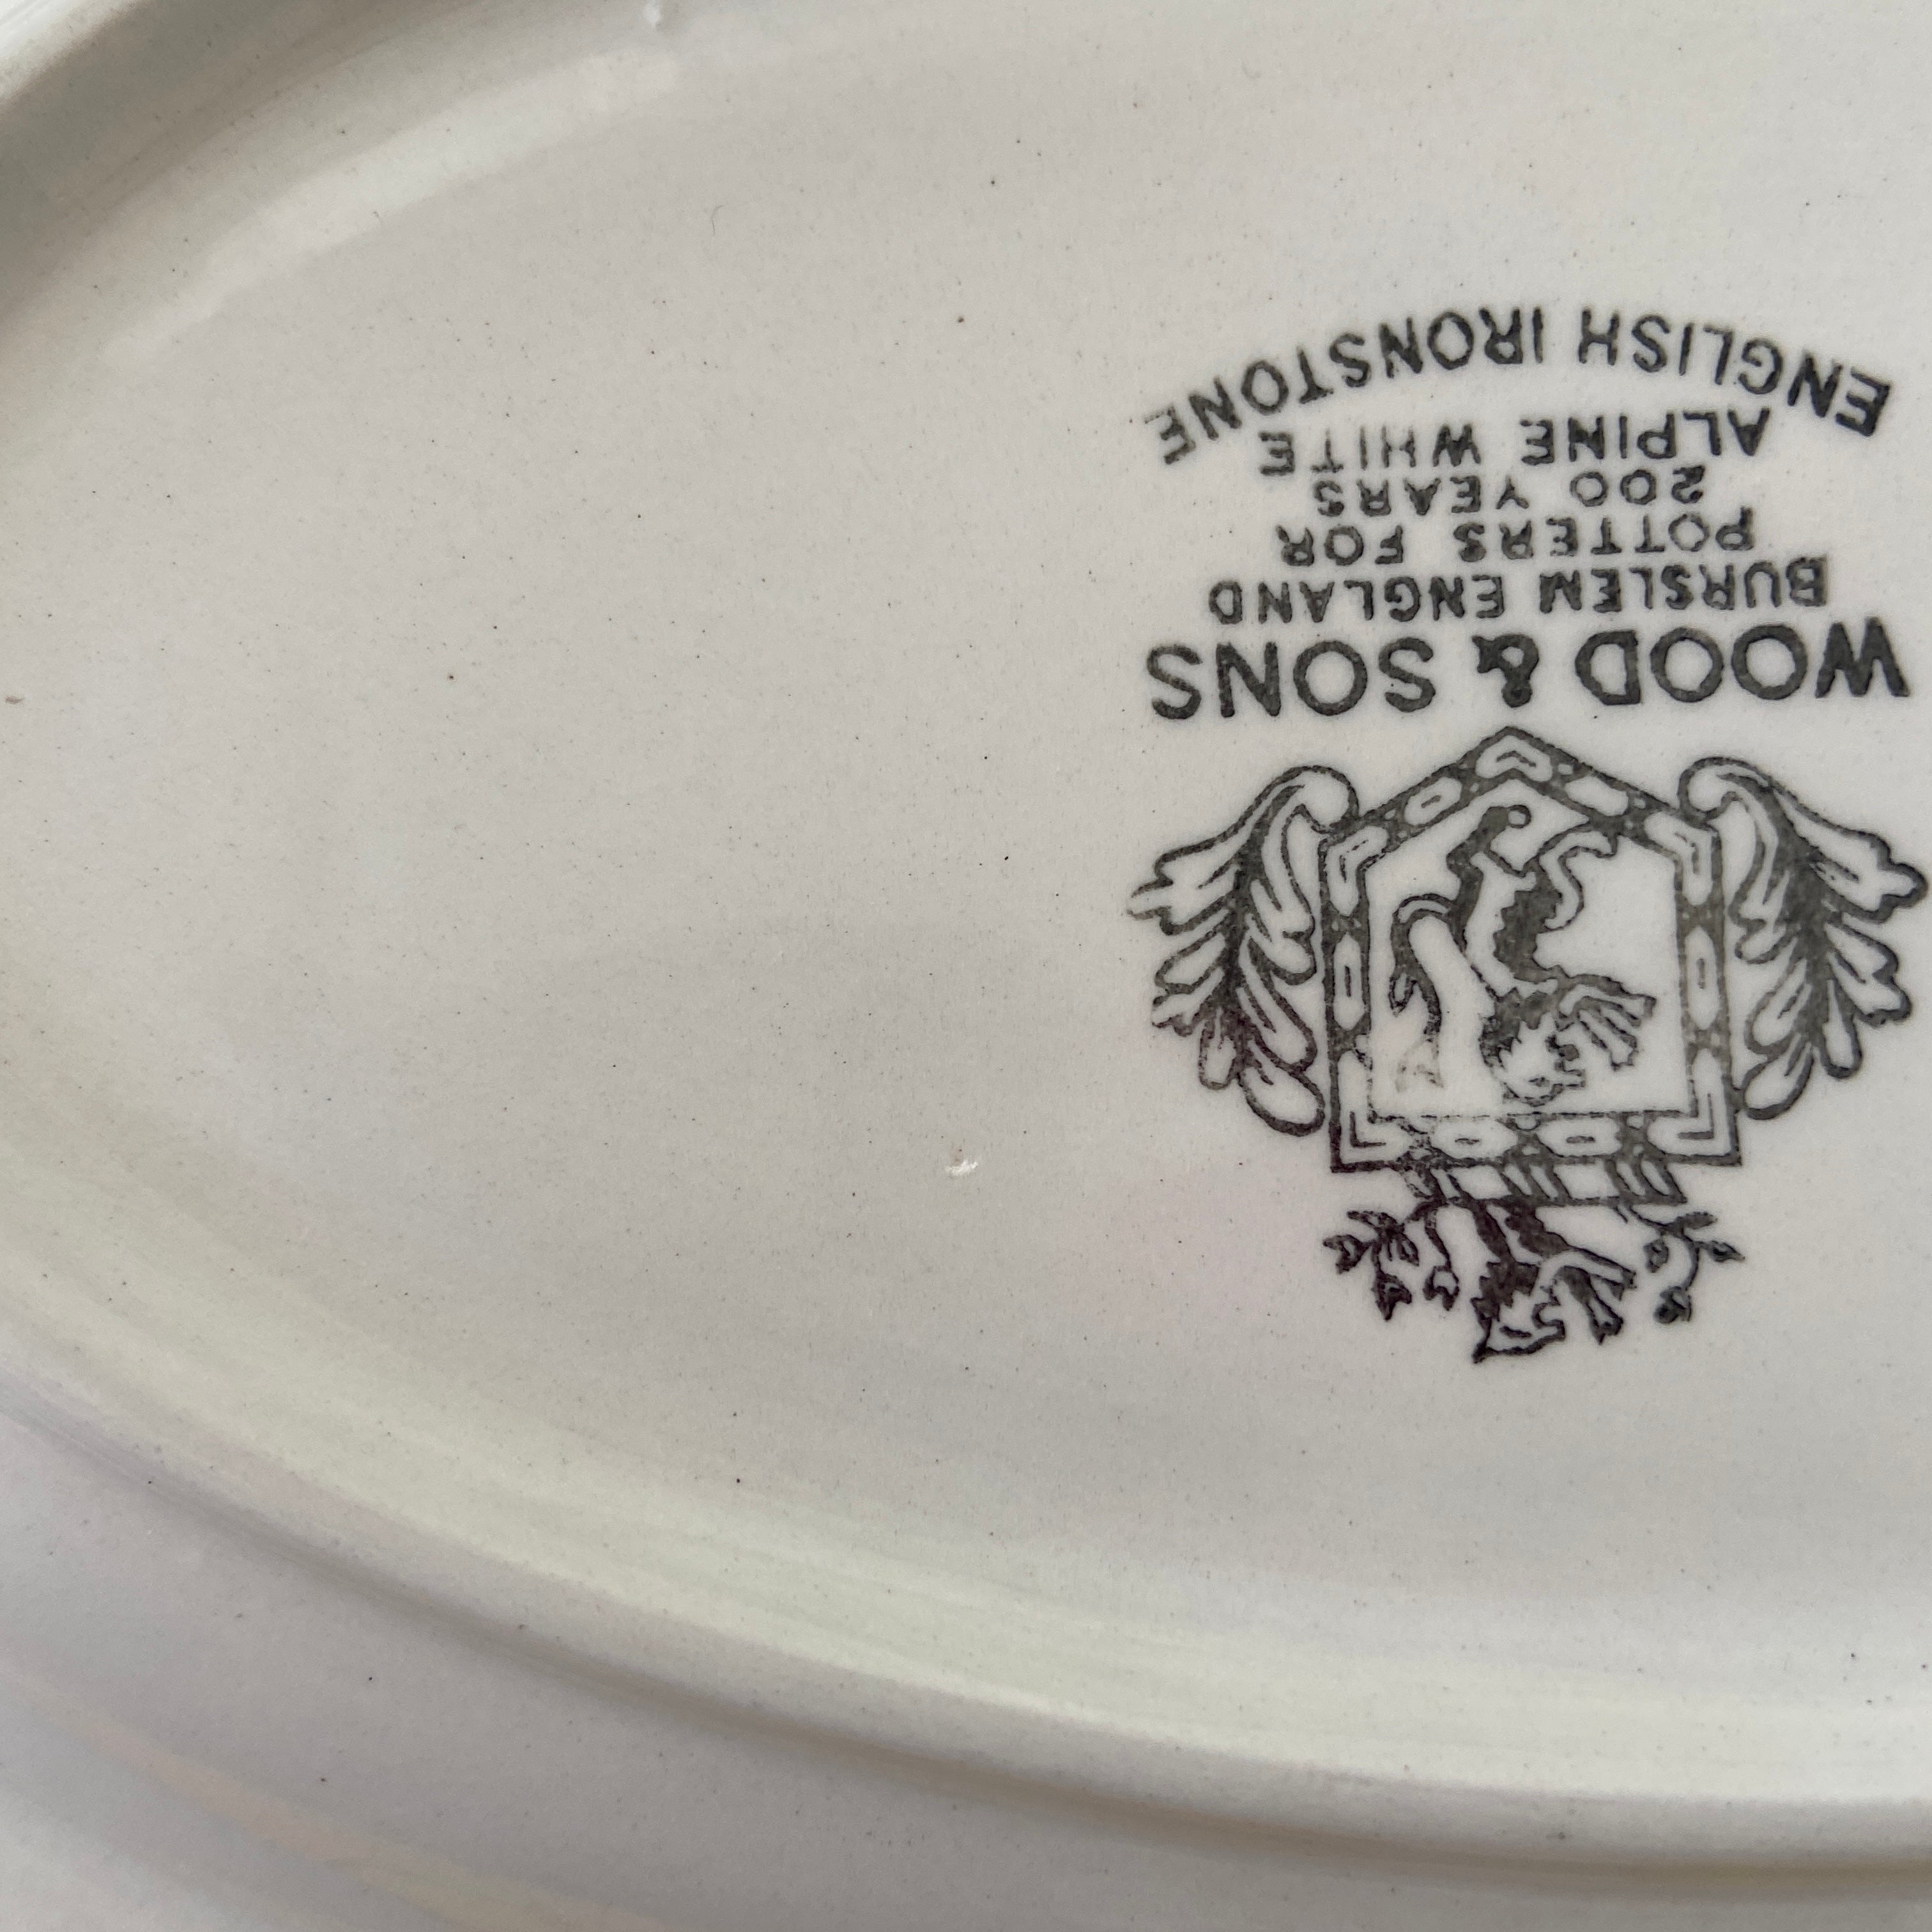 WOOD & SONS
BURSLEM ENGLAND
POTTERS FOR
200 YEARS
ALPINE WHITE
ENGLISH IRONSTONE